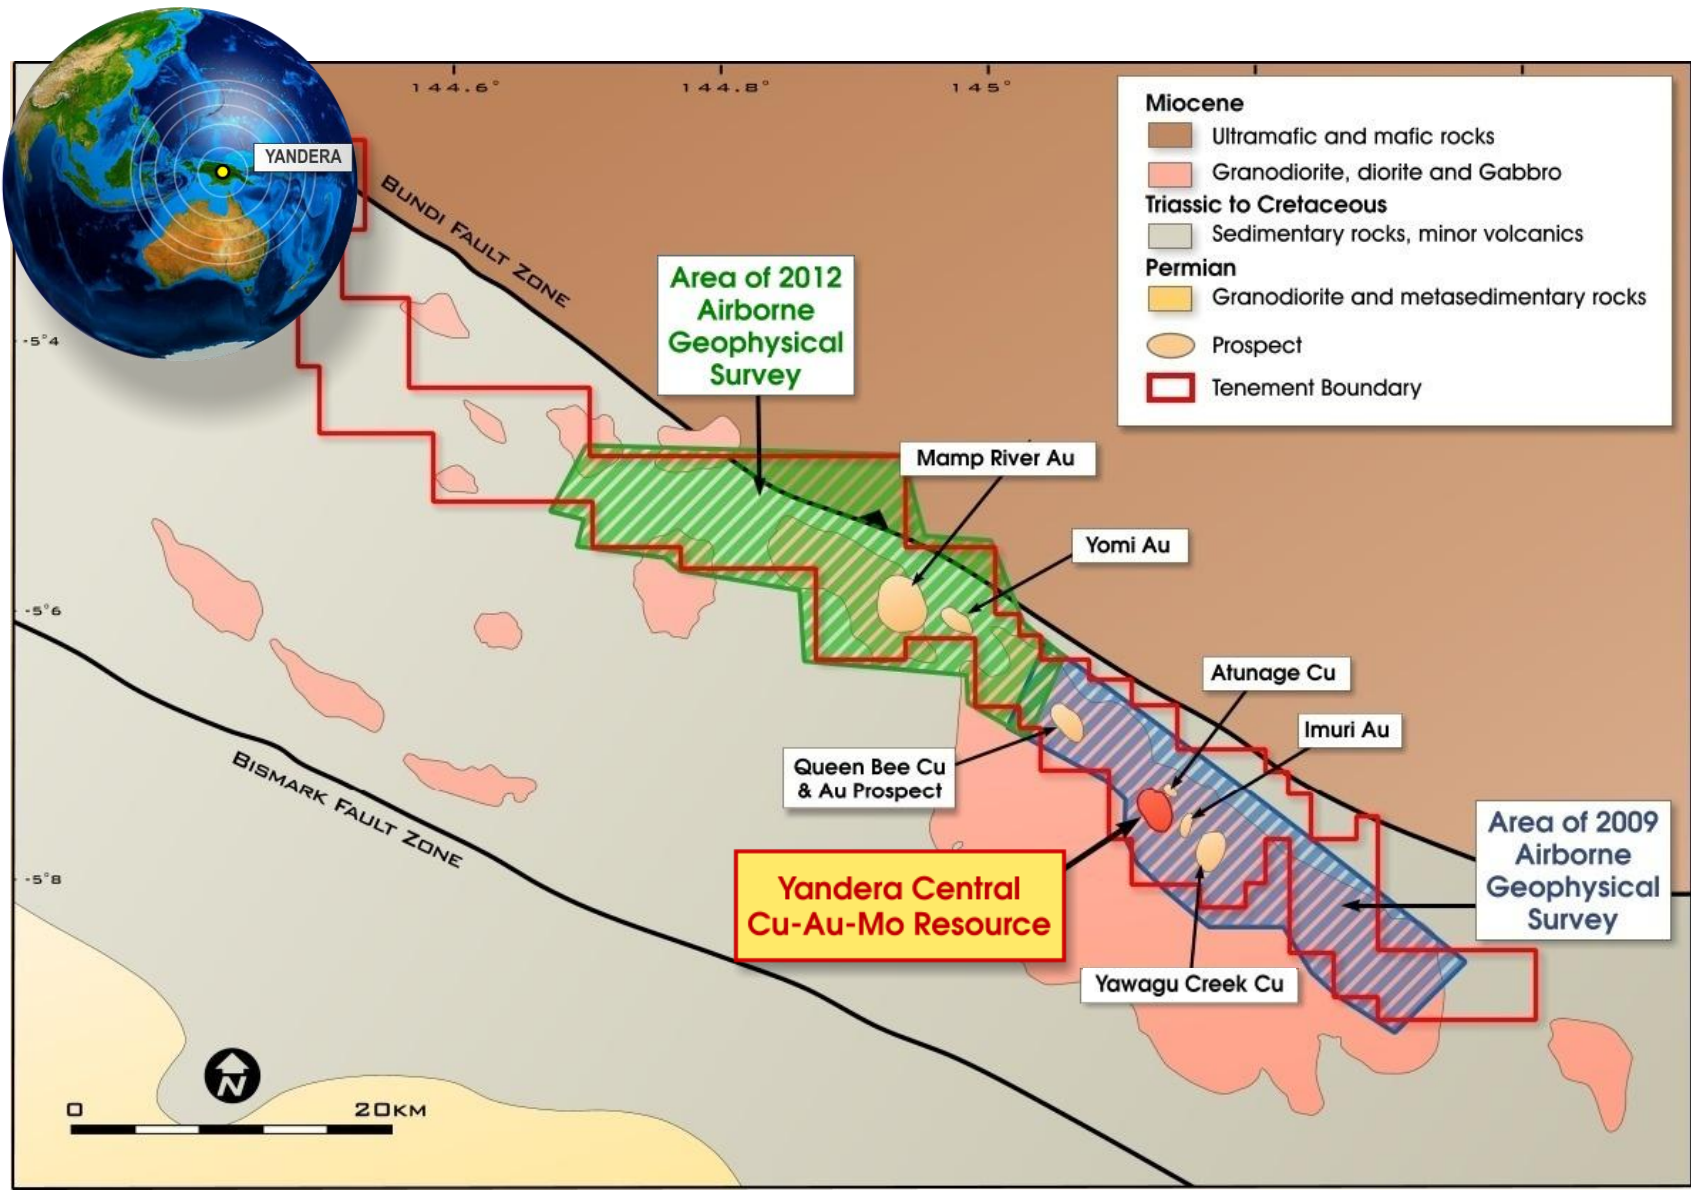 YANDERA
144.6°
144.8°
145°
Miocene
Ultramafic and mafic rocks
Granodiorite, diorite and Gabbro
Triassic to Cretaceous
Sedimentary rocks, minor volcanics
Permian
Granodiorite and metasedimentary rocks
Prospect
Tenement Boundary
BUNDI FAULT ZONE
Area of 2012
Airborne
Geophysical
Survey
-5°4
Mamp River Au
Yomi Au
-5°6
Atunage Cu
Imuri Au
Queen Bee Cu
& Au Prospect
BISMARK FAULT ZONE
Area of 2009
Airborne
Geophysical
Survey
-5°8
Yandera Central
Cu-Au-Mo Resource
Yawagu Creek Cu
N
0
20KM